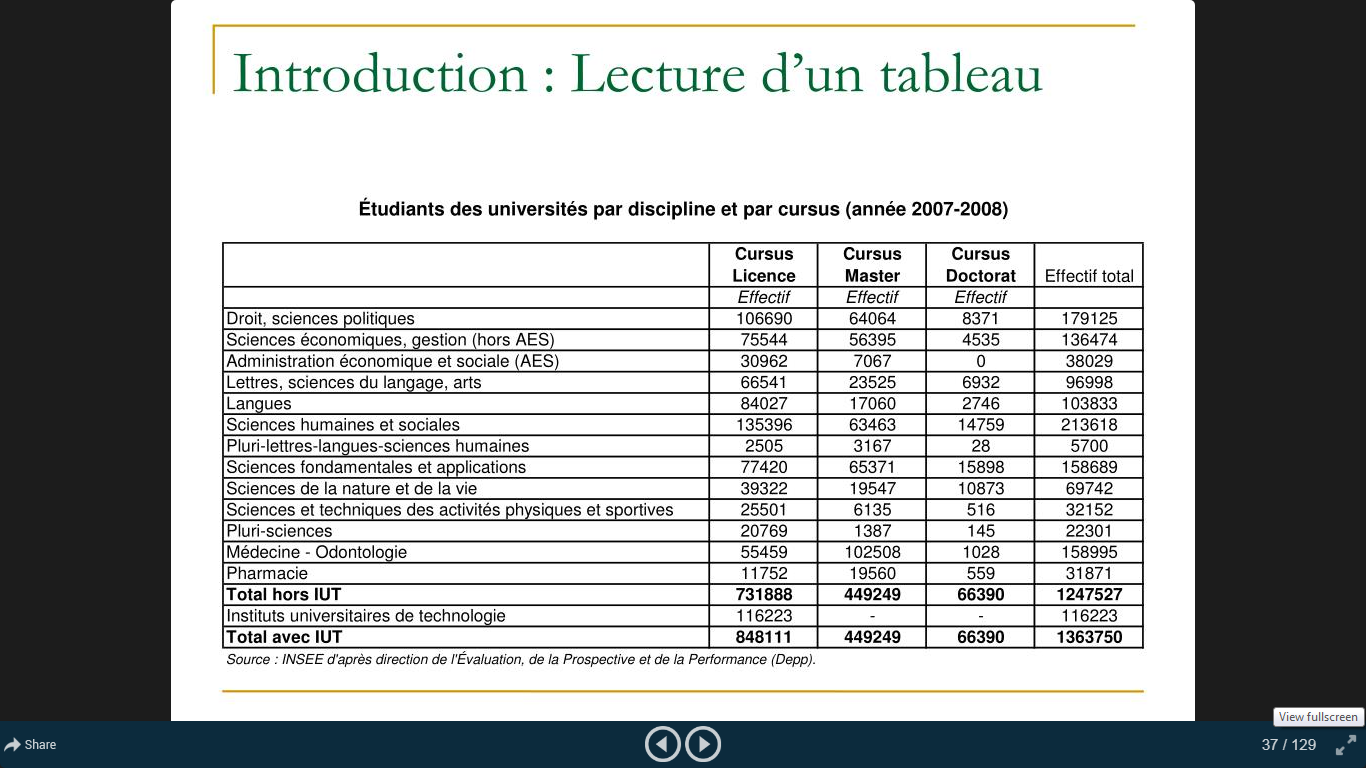 Introduction : Lecture d’un tableau
Étudiants des universités par discipline et par cursus (année 2007-2008)
Cursus Licence Cursus Master Cursus Doctorat Effectif total
Effectif Effectif Effectif
Droit, sciences politiques 106690 64064 8371 179125
Sciences économiques, gestion (hors AES) 75544 56395 4535 136474
Administration économique et sociale (AES) 30962 7067 0 38029
Lettres, sciences du langage, arts 66541 23525 6932 96998
Langues 84027 17060 2746 103833
Sciences humaines et sociales 135396 63463 14759 213618
Pluri-lettres-langues-sciences humaines 2505 3167 28 5700
Sciences fondamentales et applications 77420 65371 15898 158689
Sciences de la nature et de la vie 39322 19547 10873 69742
Sciences et techniques des activités physiques et sportives 25501 6135 516 32152
Pluri-sciences 20769 1387 145 22301
Médecine - Odontologie 55459 102508 1028 158995
Pharmacie 11752 19560 559 31871
Total hors IUT 731888 449249 66390 1247527
Instituts universitaires de technologie 116223 - - 116223
Total avec IUT 848111 449249 66390 1363750
Source : INSEE d'après direction de l'Évaluation, de la Prospective et de la Performance (Depp).
View fullscreen
Share
37 / 129